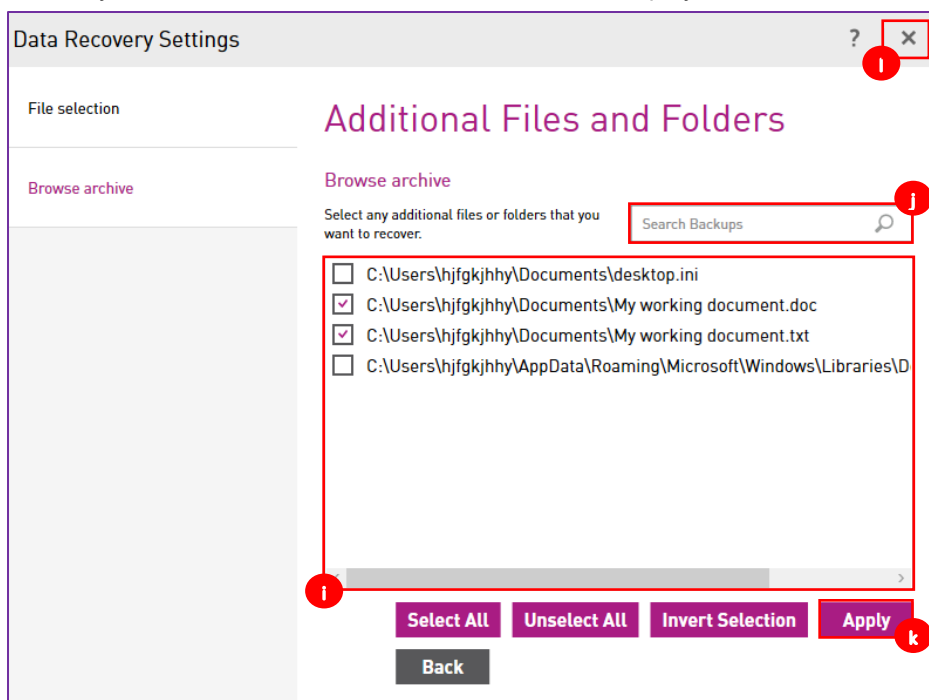 Data Recovery Settings ? ×
l
File selection
Additional Files and Folders
Browse archive
Browse archive
j
Select any additional files or folders that you
want to recover.
Search Backups
C:\Users\hjfgkjhhy\Documents\desktop.ini
C:\Users\hjfgkjhhy\Documents\My working document.doc
C:\Users\hjfgkjhhy\Documents\My working document.txt
C:\Users\hjfgkjhhy\AppData\Roaming\Microsoft\Windows\Libraries\D
i
Select All Unselect All Invert Selection Apply
k
Back